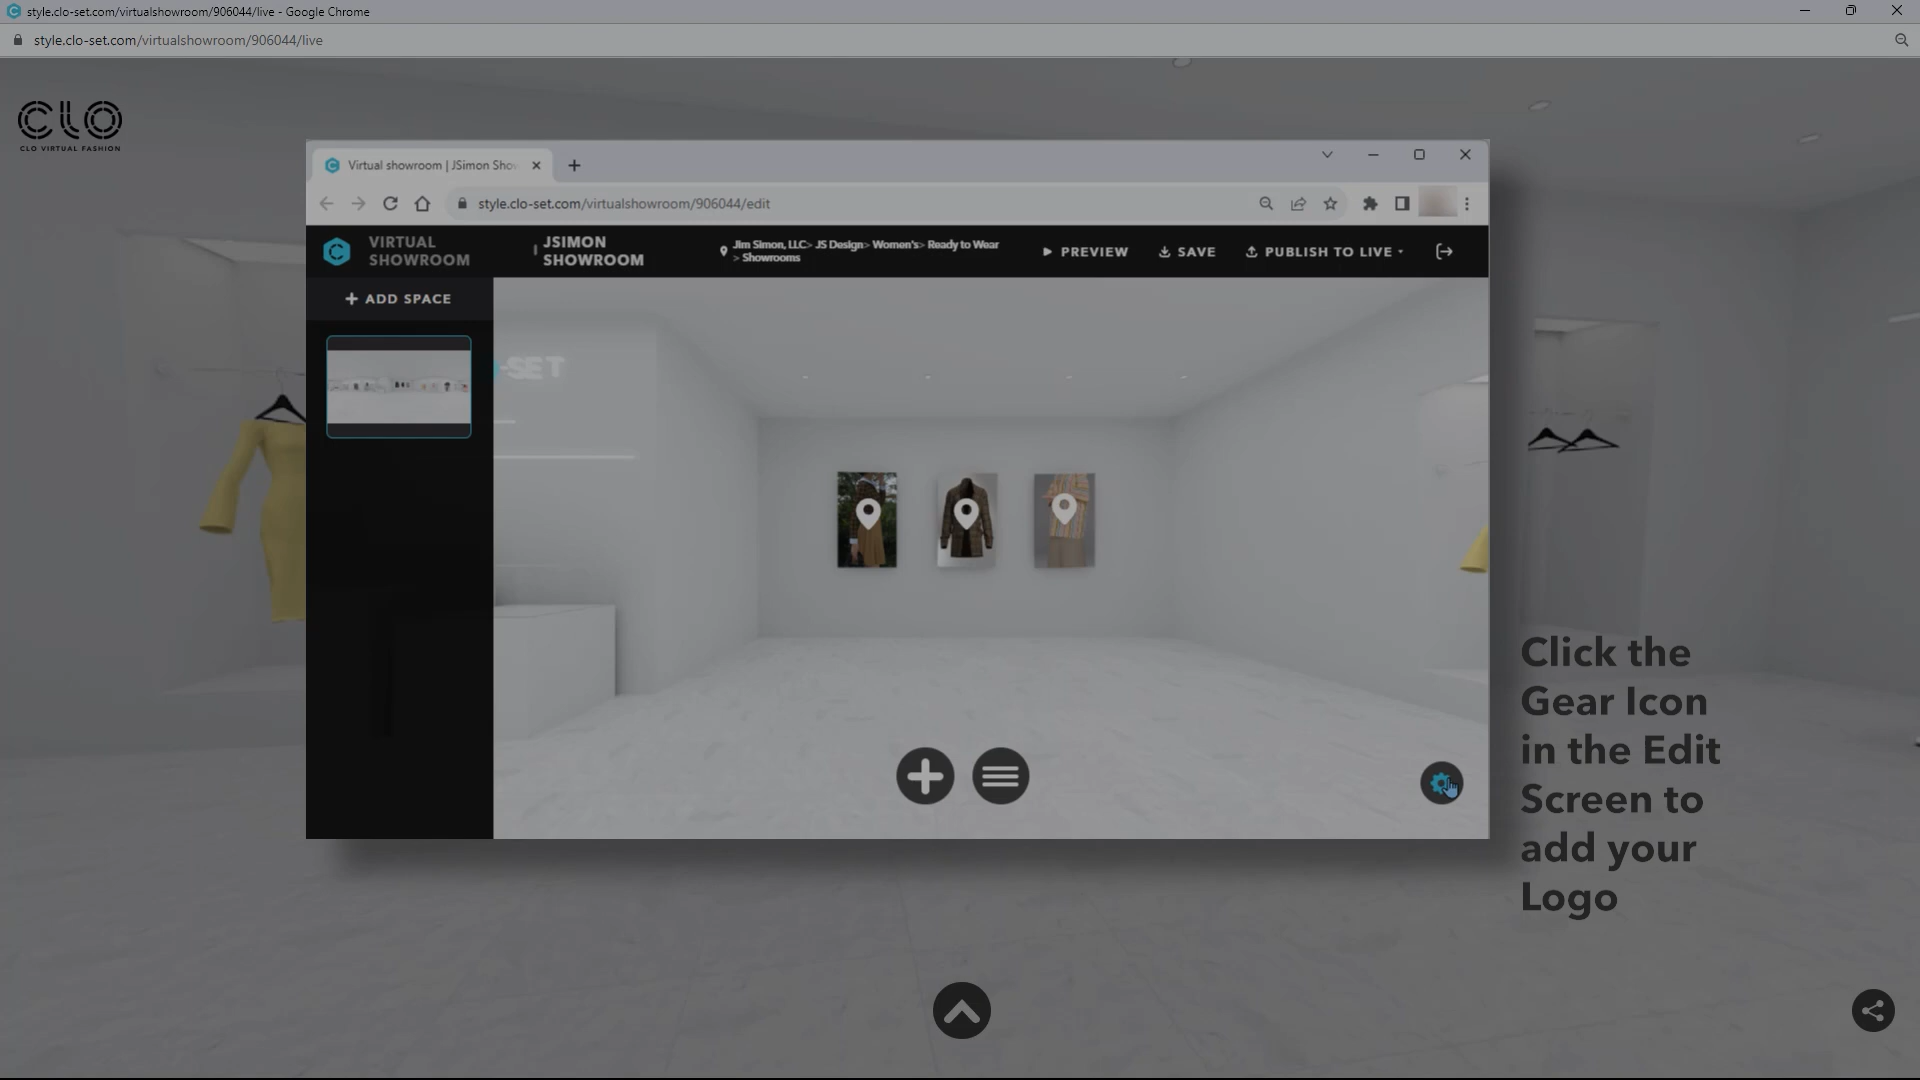 style.clo-set.com/virtualshowroom/906044/live - Google Chrome
style.clo-set.com/virtualshowroom/906044/live
CLO
CLO VIRTUAL FASHION
Virtual showroom | JSimon Show
style.clo-set.com/virtualshowroom/906044/edit
VIRTUAL
SHOWROOM
JSIMON
SHOWROOM
Jim Simon, LLC> JS Design> Women's> Ready to Wear
> Showrooms
PREVIEW
SAVE
PUBLISH TO LIVE
ADD SPACE
-SET
Click the
Gear Icon
in the Edit
Screen to
add your
Logo